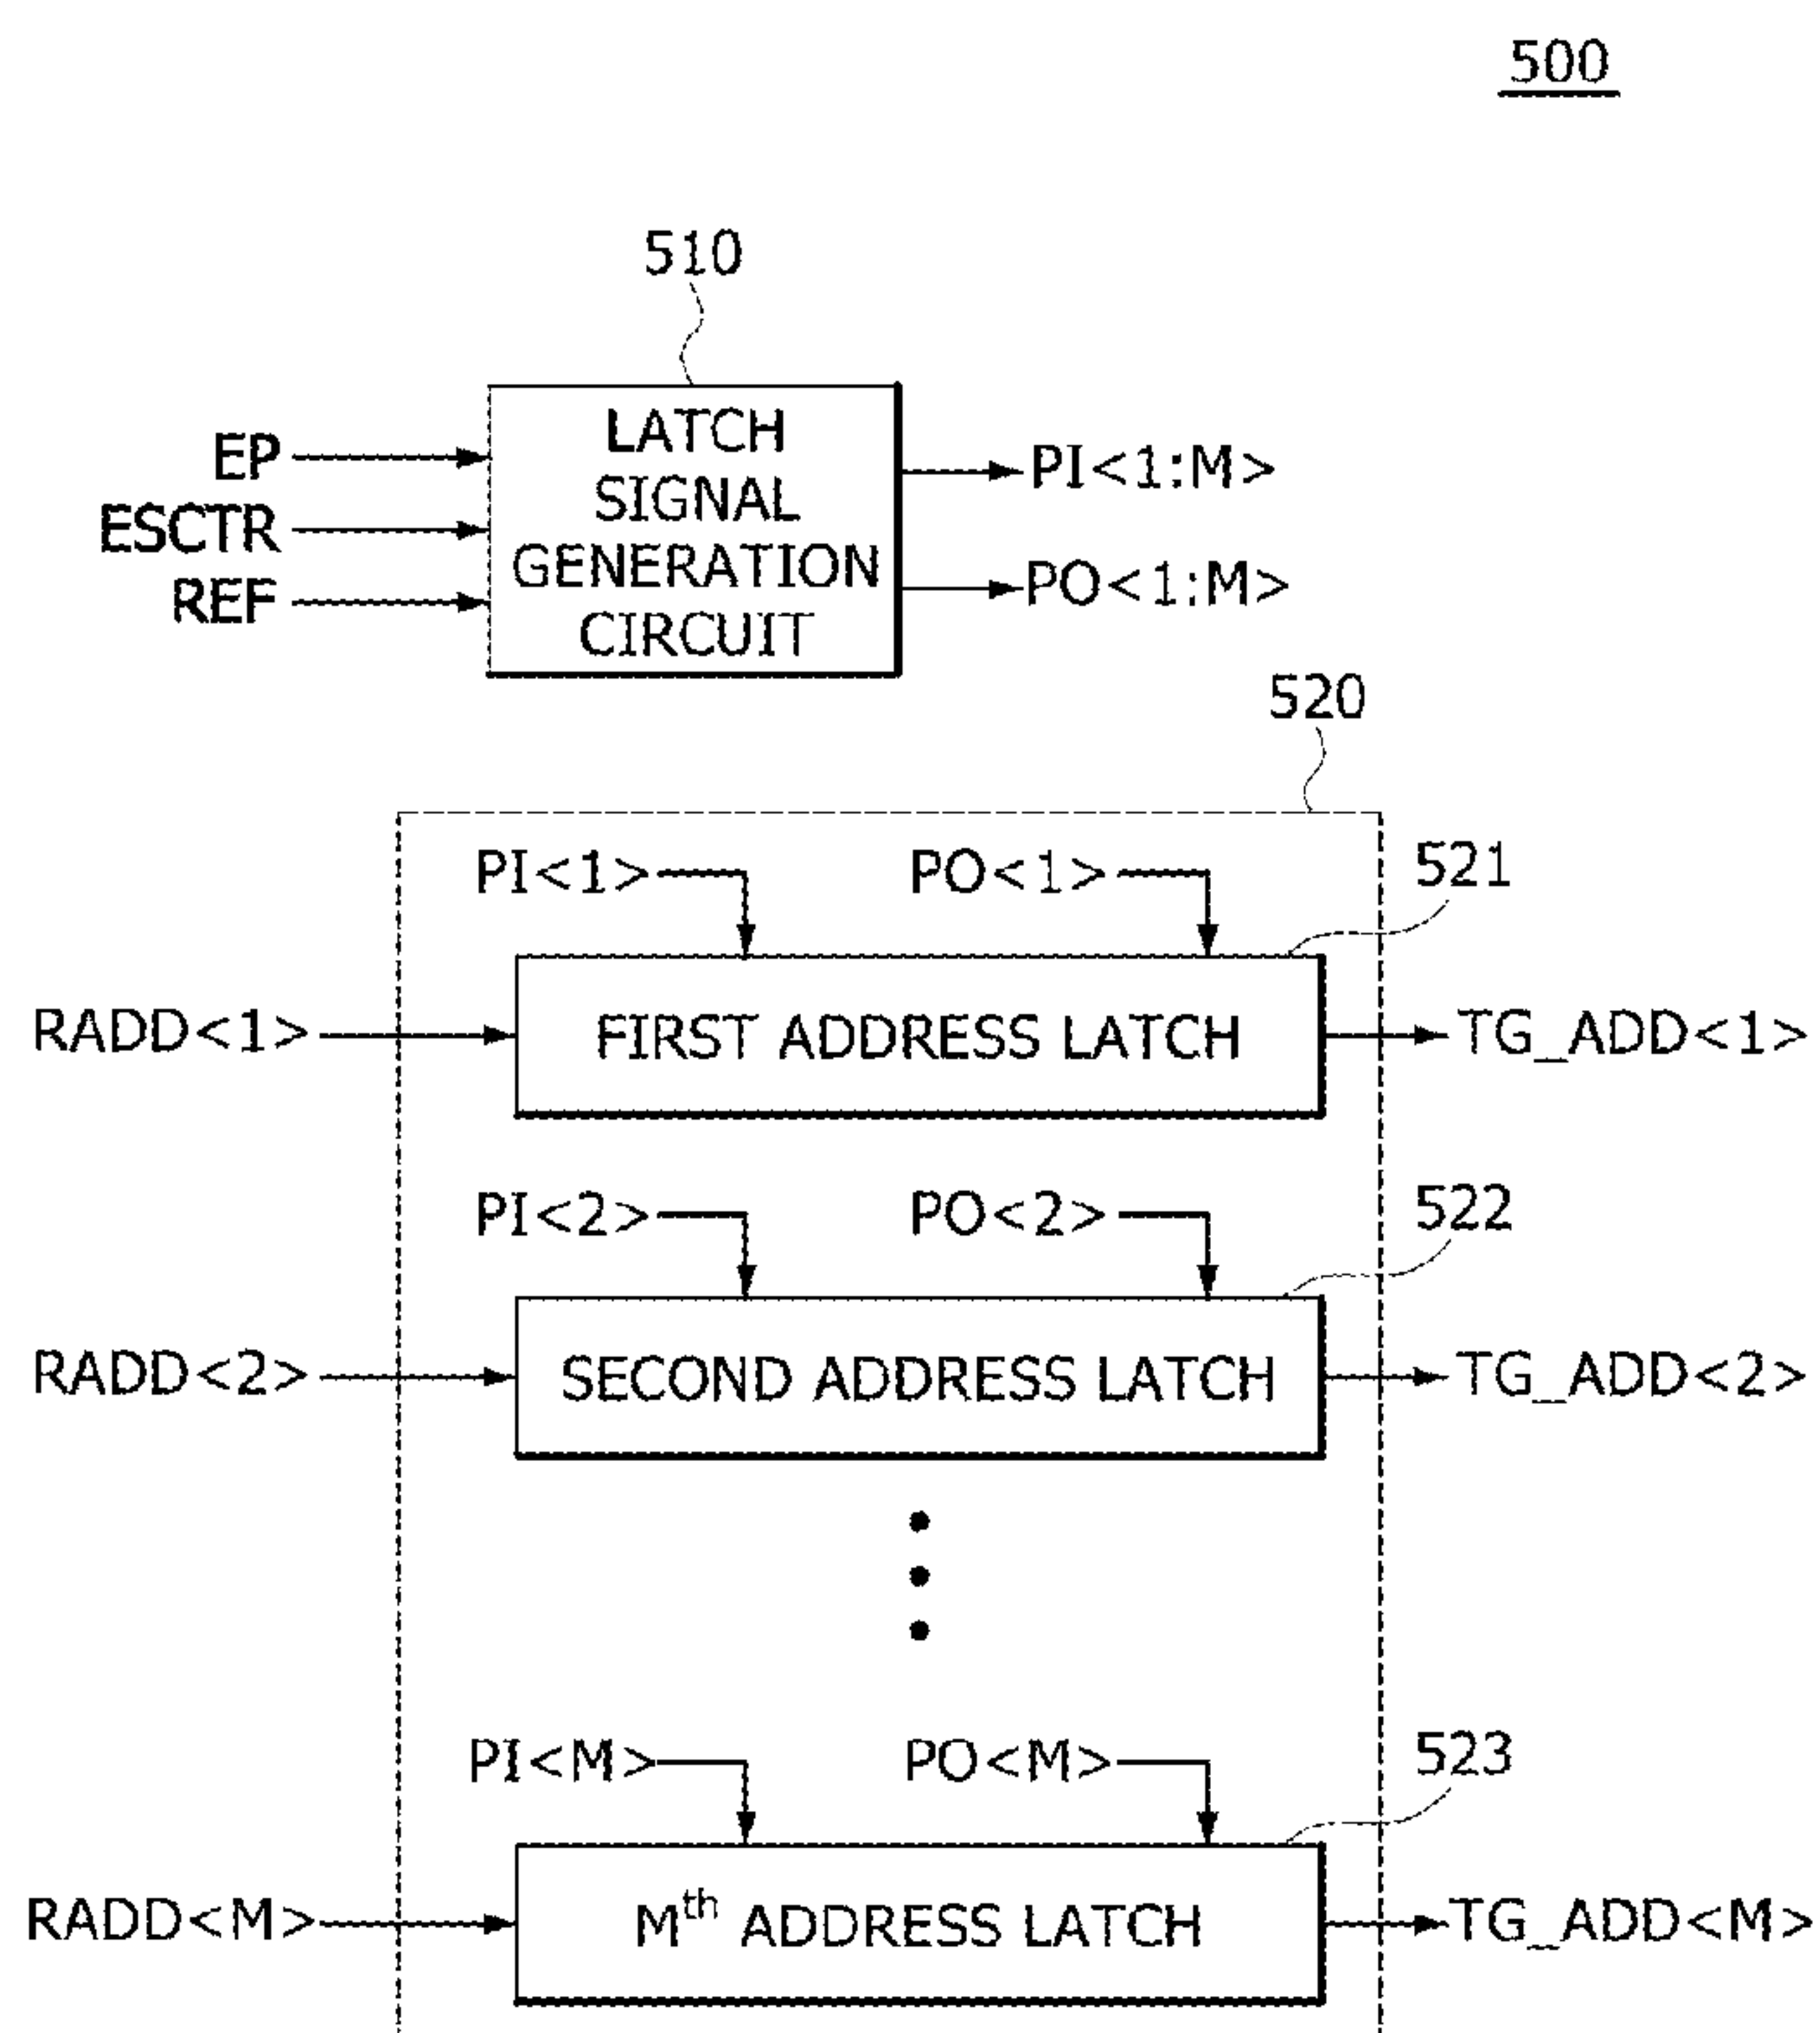 500
510
EP
ESCTR
REF
LATCH
SIGNAL
GENERATION
CIRCUIT
PI<1:M>
PO<1:M>
520
PI<1>
PO<1>
521
RADD<1>
FIRST ADDRESS LATCH
TG_ADD<1>
PI<2>
PO<2>
522
RADD<2>
SECOND ADDRESS LATCH
TG_ADD<2>
PI<M>
PO<M>
523
RADD<M>
Mth ADDRESS LATCH
TG_ADD<M>